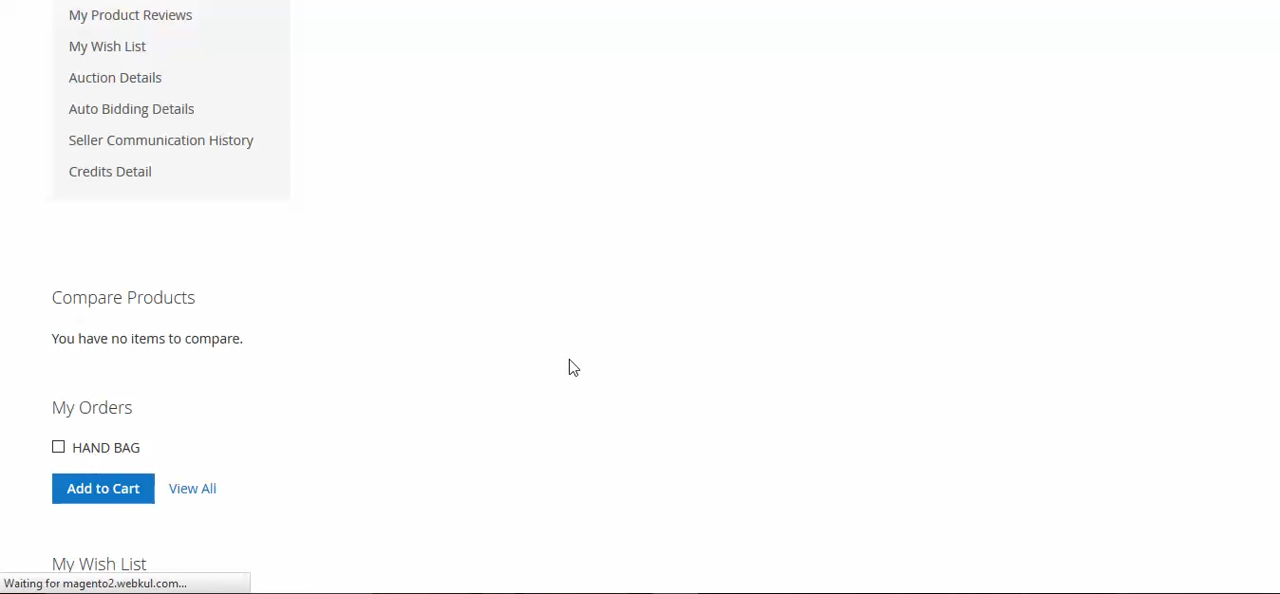 My Product Reviews
My Wish List
Auction Details
Auto Bidding Details
Seller Communication History
Credits Detail
Compare Products
You have no items to compare.
My Orders
HAND BAG
Add to Cart View All
My Wish List
Waiting for magento2.webkul.com...